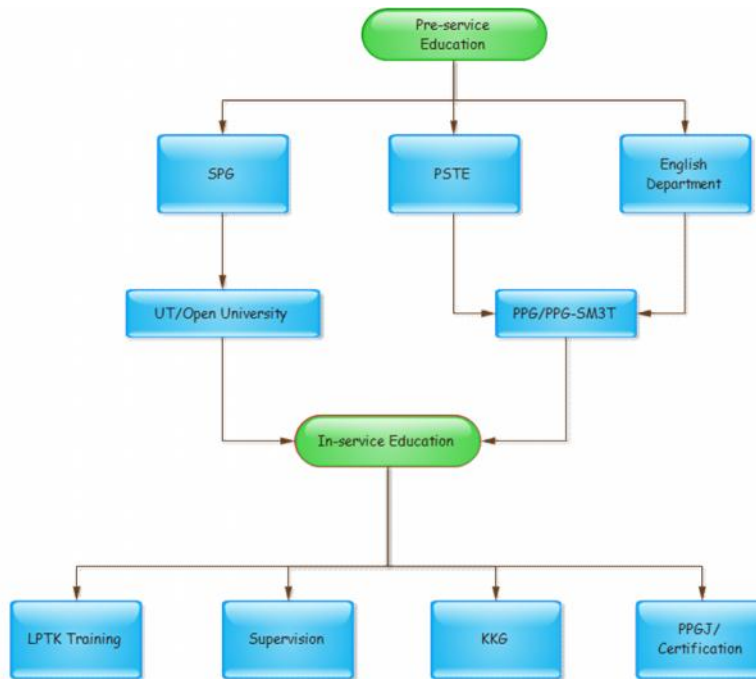 Pre-service
Education
SPG
PSTE
English
Department
UT/Open University
PPG/PPG-SM3T
In-service Education
LPTK Training
Supervision
KKG
PPGJ/
Certification